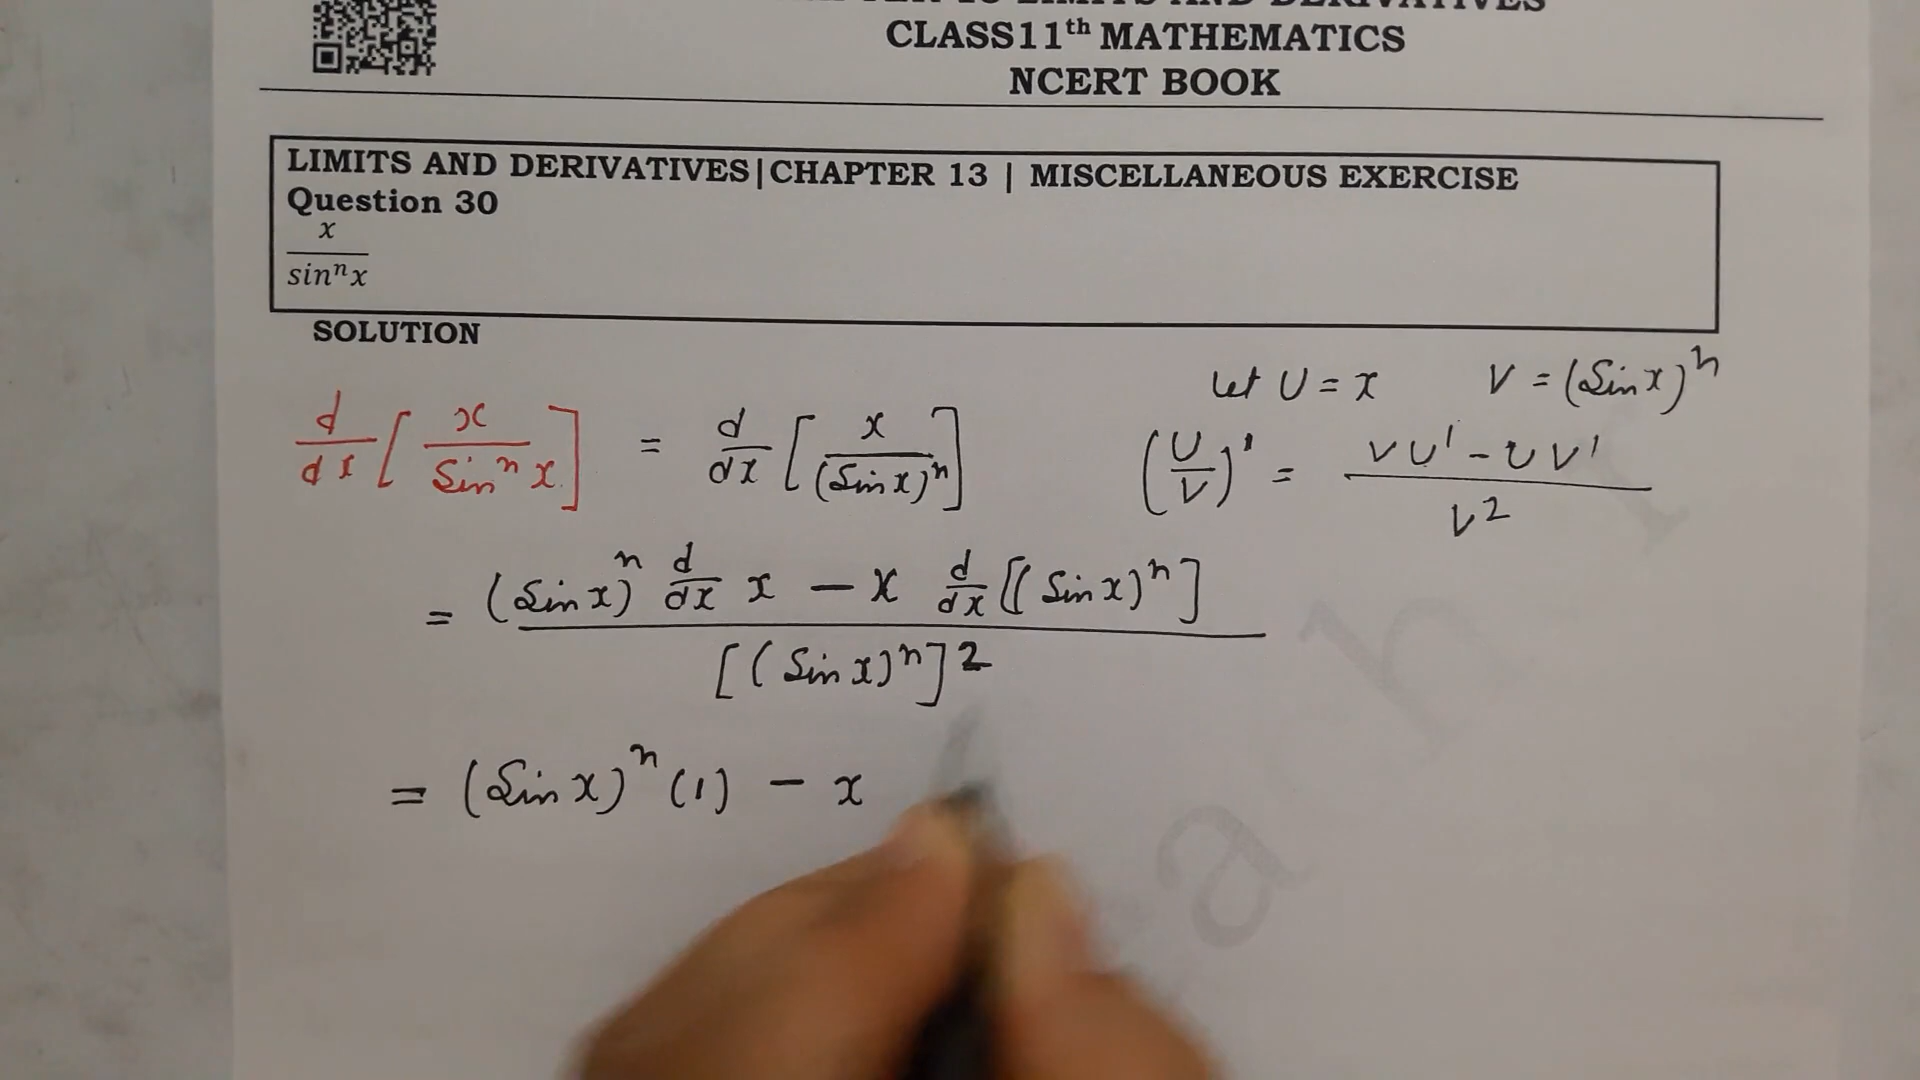 CLASS11th MATHEMATICS
NCERT BOOK
LIMITS AND DERIVATIVES|CHAPTER 13 | MISCELLANEOUS EXERCISE
Question 30
x
sinⁿx
SOLUTION
let U = x V = (Sin x)ⁿ
d/dx [x/Sinⁿ x] = d/dx [x/(Sin x)ⁿ] (U/V)' = (VU' - UV')/V²
= ((Sin x)ⁿ d/dx x - x d/dx [(Sin x)ⁿ])/[(Sin x)ⁿ]²
= (Sin x)ⁿ (1) - x